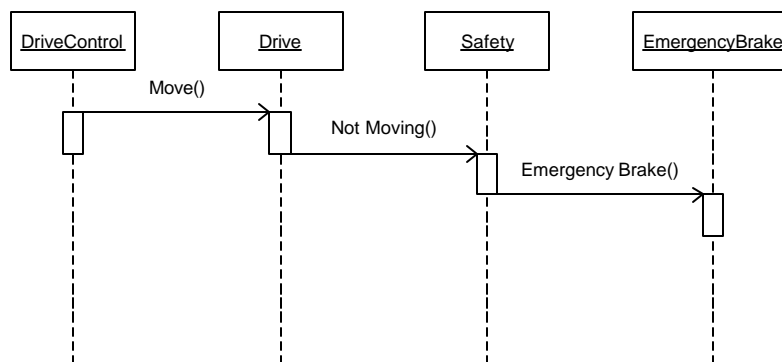 DriveControl
Drive
Safety
EmergencyBrake
Move()
Not Moving()
Emergency Brake()